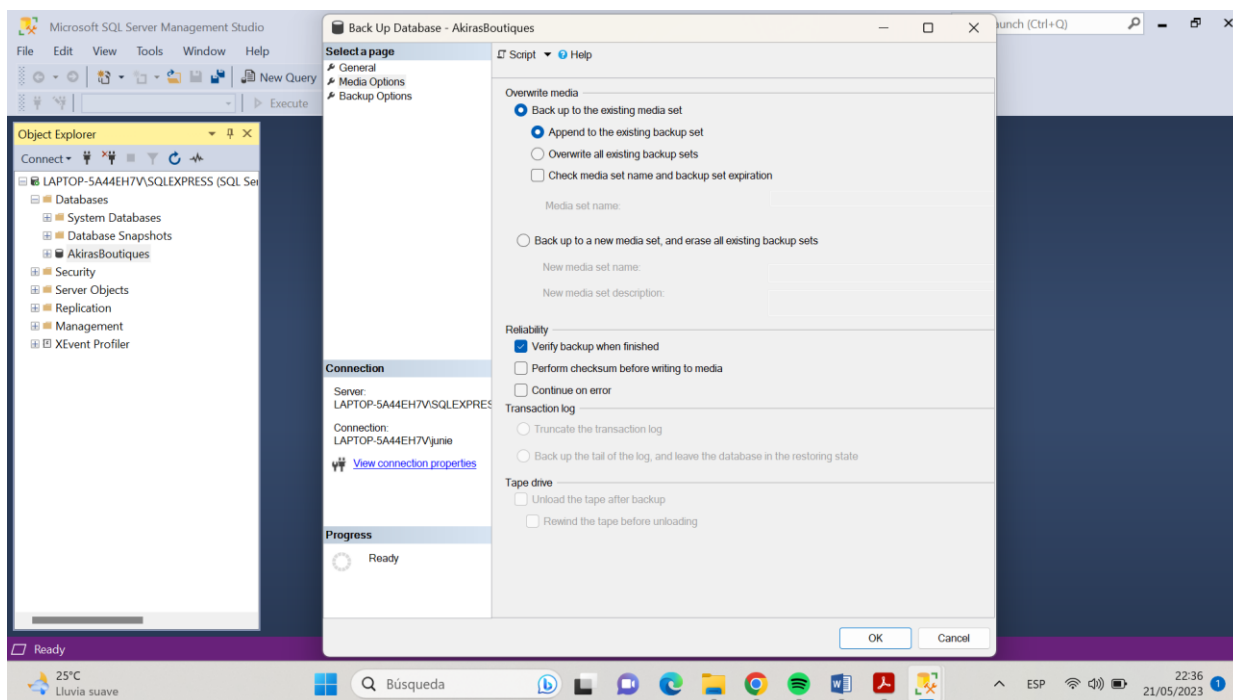 Microsoft SQL Server Management Studio
File Edit View Tools Window Help
New Query
Execute
Object Explorer
Connect
LAPTOP-5A44EH7V\SQLEXPRESS (SQL Se
Databases
System Databases
Database Snapshots
AkirasBoutiques
Security
Server Objects
Replication
Management
XEvent Profiler
Ready
Back Up Database - AkirasBoutiques
Select a page
General
Media Options
Backup Options
Connection
Server:
LAPTOP-5A44EH7V\SQLEXPRES
Connection:
LAPTOP-5A44EH7V\junie
View connection properties
Progress
Ready
Script Help
Overwrite media
Back up to the existing media set
Append to the existing backup set
Overwrite all existing backup sets
Check media set name and backup set expiration
Media set name:
Back up to a new media set, and erase all existing backup sets
New media set name:
New media set description:
Reliability
Verify backup when finished
Perform checksum before writing to media
Continue on error
Transaction log
Truncate the transaction log
Back up the tail of the log, and leave the database in the restoring state
Tape drive
Unload the tape after backup
Rewind the tape before unloading
OK Cancel
aunch (Ctrl+Q)
25°C
Lluvia suave
Búsqueda
ESP
22:36
21/05/2023
1